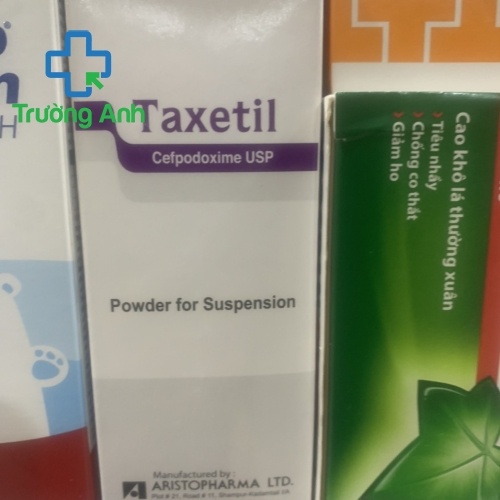 Trường Anh
Taxetil
Cefpodoxime USP
Powder for Suspension
Manufactured by :
ARISTOPHARMA LTD.
Cao khô lá thường xuân
Tiêu nhầy
Chống co thắt
Giảm ho